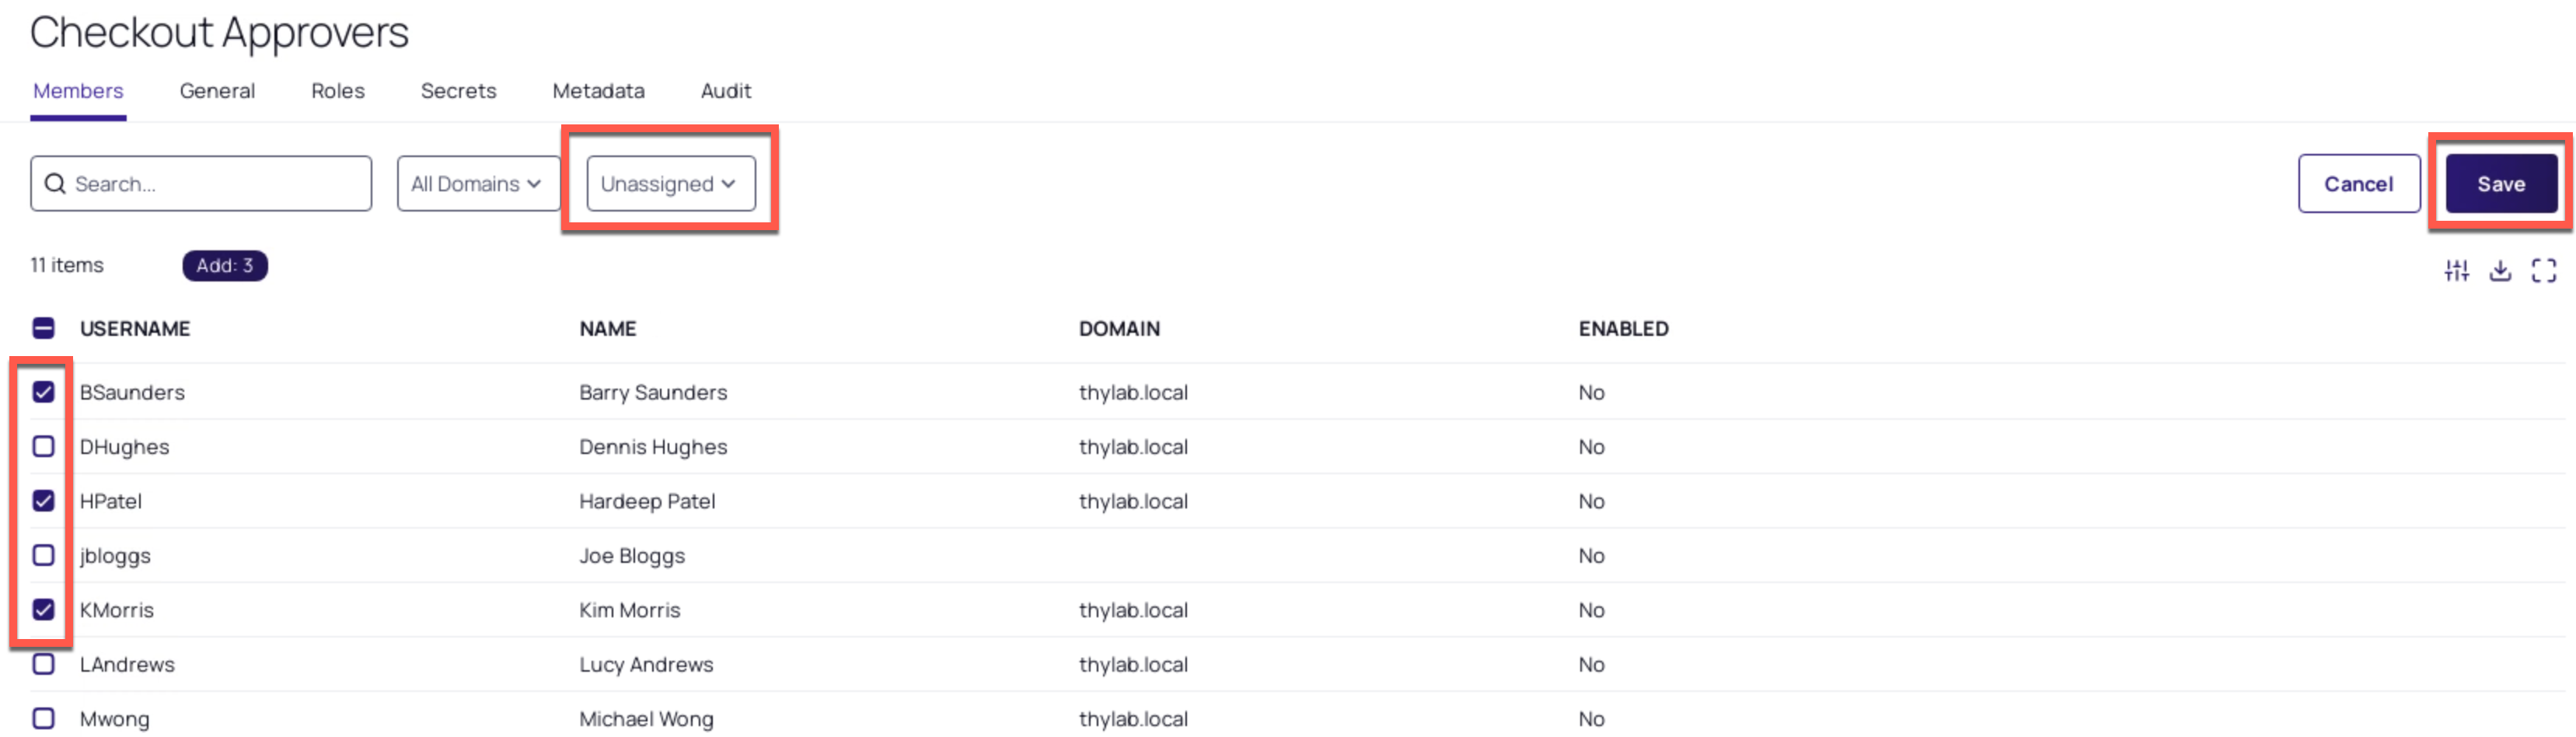 Checkout Approvers
Members General Roles Secrets Metadata Audit
Search... All Domains Unassigned Cancel Save
11 items Add: 3
USERNAME NAME DOMAIN ENABLED
BSaunders Barry Saunders thylab.local No
DHughes Dennis Hughes thylab.local No
HPatel Hardeep Patel thylab.local No
jbloggs Joe Bloggs No
KMorris Kim Morris thylab.local No
LAndrews Lucy Andrews thylab.local No
Mwong Michael Wong thylab.local No